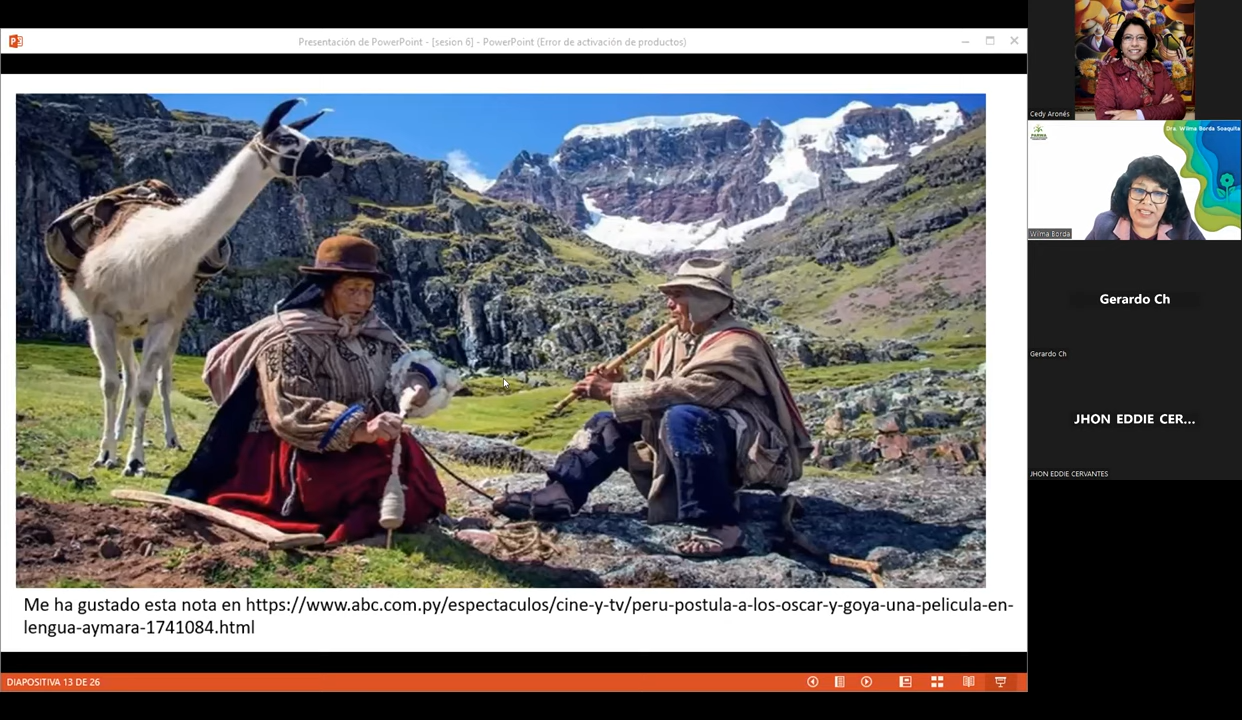 Presentación de PowerPoint - [sesion 6] - PowerPoint (Error de activación de productos)
Me ha gustado esta nota en https://www.abc.com.py/espectaculos/cine-y-tv/peru-postula-a-los-oscar-y-goya-una-pelicula-en-
lengua-aymara-1741084.html
DIAPOSITIVA 13 DE 26
Cedy Aronés
Dra. Wilma Borda Soaquita
Wilma Borda
Gerardo Ch
Gerardo Ch
JHON EDDIE CER...
JHON EDDIE CERVANTES